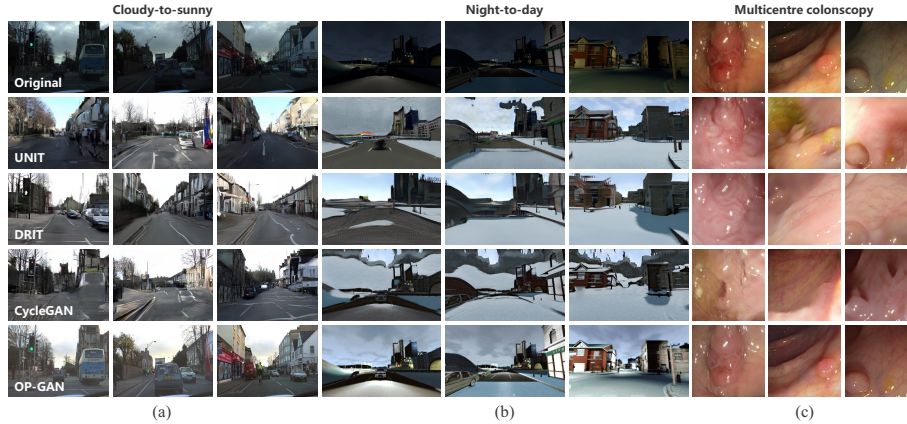 Cloudy-to-sunny Night-to-day Multicentre colonscopy
Original
UNIT
DRIT
CycleGAN
OP-GAN
(a) (b) (c)